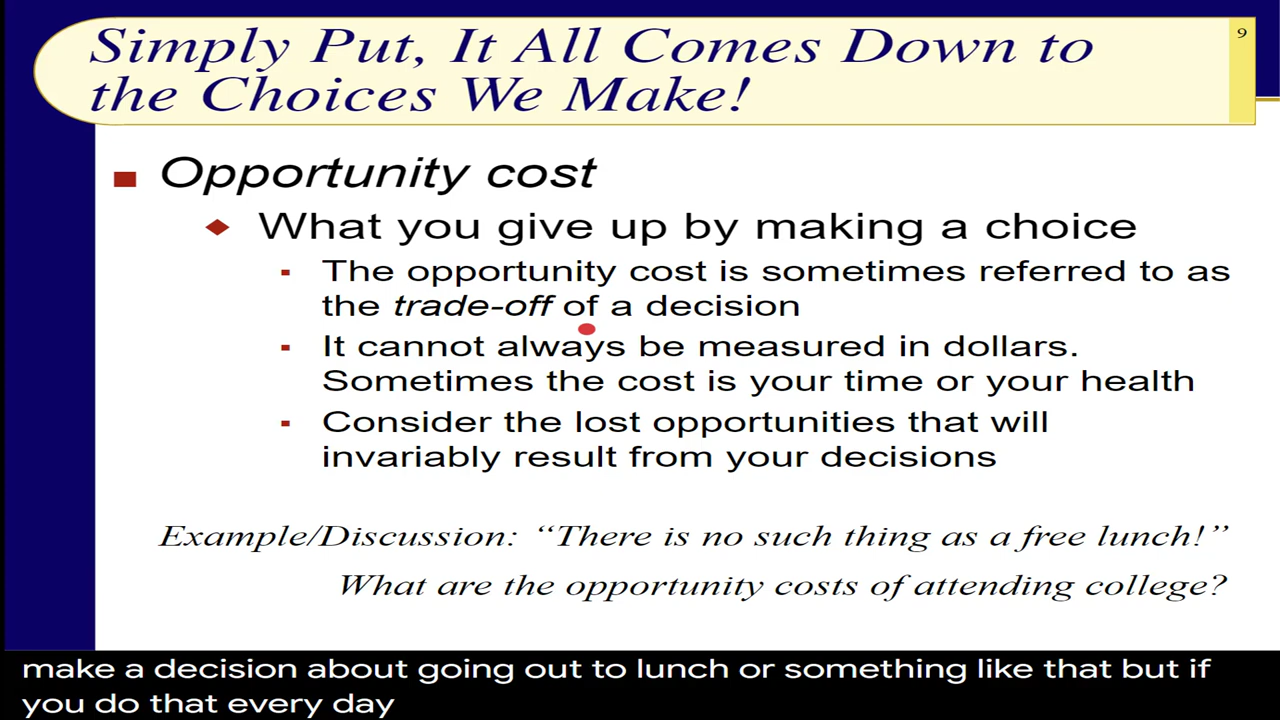 Simply Put, It All Comes Down to
the Choices We Make!
9
Opportunity cost
What you give up by making a choice
The opportunity cost is sometimes referred to as
the trade-off of a decision
It cannot always be measured in dollars.
Sometimes the cost is your time or your health
Consider the lost opportunities that will
invariably result from your decisions
Example/Discussion: “There is no such thing as a free lunch!”
What are the opportunity costs of attending college?
make a decision about going out to lunch or something like that but if
you do that every day